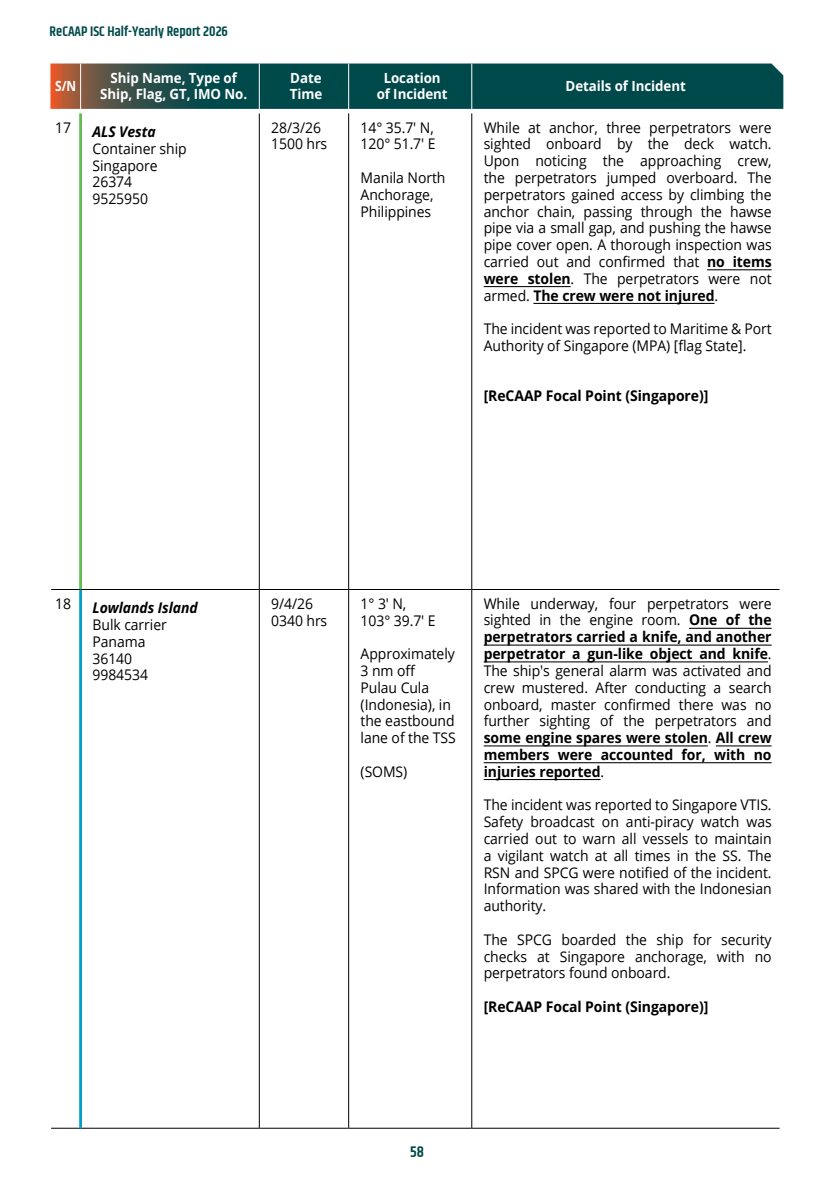 ReCAAP ISC Half-Yearly Report 2026
S/N
Ship Name, Type of
Ship, Flag, GT, IMO No.
Date
Time
Location
of Incident
Details of Incident
17
ALS Vesta
Container ship
Singapore
26374
9525950
28/3/26
1500 hrs
14° 35.7' N,
120° 51.7' E
Manila North
Anchorage,
Philippines
While at anchor, three perpetrators were
sighted onboard by the deck watch.
Upon noticing the approaching crew,
the perpetrators jumped overboard. The
perpetrators gained access by climbing the
anchor chain, passing through the hawse
pipe via a small gap, and pushing the hawse
pipe cover open. A thorough inspection was
carried out and confirmed that no items
were stolen. The perpetrators were not
armed. The crew were not injured.
The incident was reported to Maritime & Port
Authority of Singapore (MPA) [flag State].
[ReCAAP Focal Point (Singapore)]
18
Lowlands Island
Bulk carrier
Panama
36140
9984534
9/4/26
0340 hrs
1° 3' N,
103° 39.7' E
Approximately
3 nm off
Pulau Cula
(Indonesia), in
the eastbound
lane of the TSS
(SOMS)
While underway, four perpetrators were
sighted in the engine room. One of the
perpetrators carried a knife, and another
perpetrator a gun-like object and knife.
The ship's general alarm was activated and
crew mustered. After conducting a search
onboard, master confirmed there was no
further sighting of the perpetrators and
some engine spares were stolen. All crew
members were accounted for, with no
injuries reported.
The incident was reported to Singapore VTIS.
Safety broadcast on anti-piracy watch was
carried out to warn all vessels to maintain
a vigilant watch at all times in the SS. The
RSN and SPCG were notified of the incident.
Information was shared with the Indonesian
authority.
The SPCG boarded the ship for security
checks at Singapore anchorage, with no
perpetrators found onboard.
[ReCAAP Focal Point (Singapore)]
58